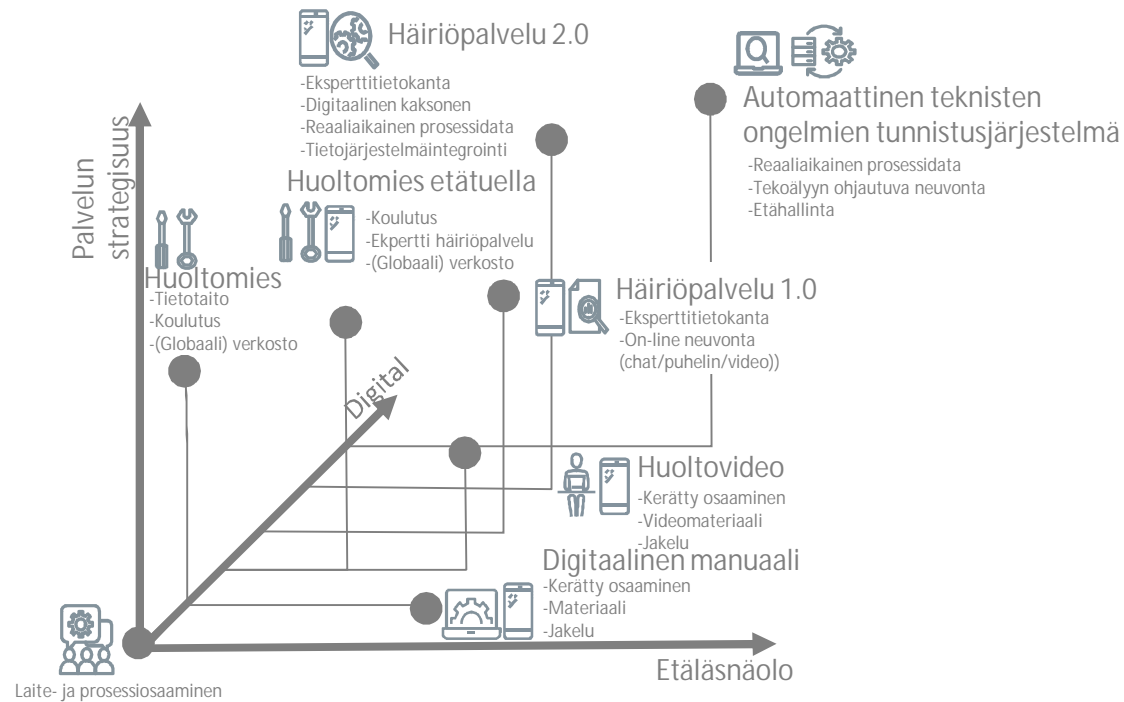 Häiriöpalvelu 2.0
-Eksperttitietokanta
-Digitaalinen kaksonen
-Reaaliaikainen prosessidata
-Tietojärjestelmäintegrointi
Automaattinen teknisten
ongelmien tunnistusjärjestelmä
-Reaaliaikainen prosessidata
-Tekoälyyn ohjautuva neuvonta
-Etähallinta
Palvelun
strategisuus
Huoltomies etätuella
-Koulutus
-Ekpertti häiriöpalvelu
-(Globaali) verkosto
Huoltomies
-Tietotaito
-Koulutus
-(Globaali) verkosto
Häiriöpalvelu 1.0
-Eksperttitietokanta
-On-line neuvonta
(chat/puhelin/video))
Digital
Huoltovideo
-Kerätty osaaminen
-Videomateriaali
-Jakelu
Digitaalinen manuaali
-Kerätty osaaminen
-Materiaali
-Jakelu
Etäläsnäolo
Laite- ja prosessiosaaminen